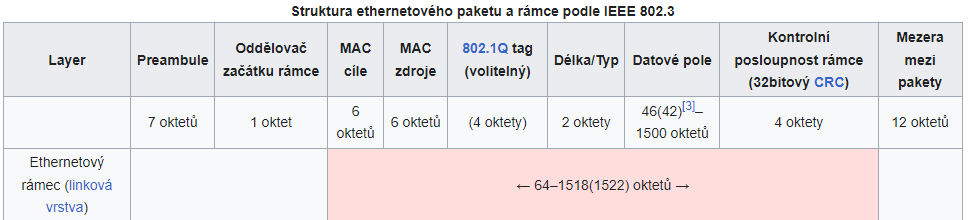 Struktura ethernetového paketu a rámce podle IEEE 802.3
Layer
Preambule
Oddělovač
začátku rámce
MAC
cíle
MAC
zdroje
802.1Q tag
(volitelný)
Délka/Typ
Datové pole
Kontrolní
posloupnost rámce
(32bitový CRC)
Mezera
mezi
pakety
7 oktetů
1 oktet
6
oktetů
6 oktetů
(4 oktety)
2 oktety
46(42)[3]–
1500 oktetů
4 oktety
12 oktetů
Ethernetový
rámec (linková
vrstva)
← 64–1518(1522) oktetů →